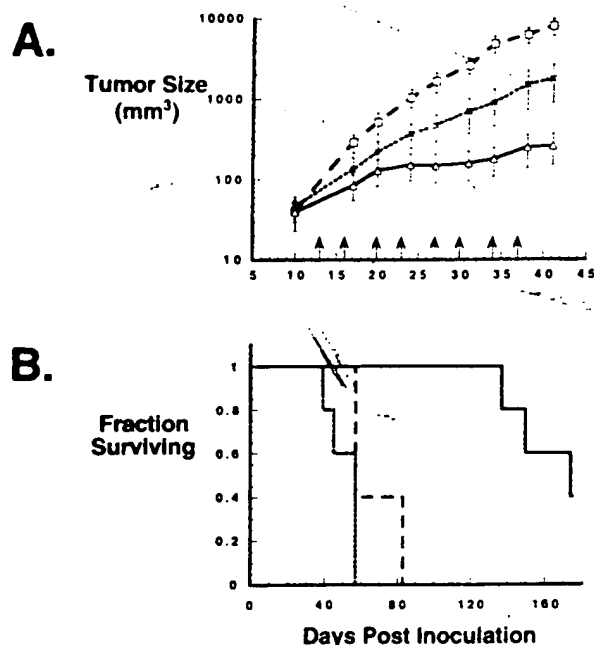 A.
10000
Tumor Size
(mm³)
1000
100
10
5 10 15 20 25 30 35 40 45
B.
1
0.8
Fraction
Surviving
0.6
0.4
0.2
0
0 40 80 120 160
Days Post Inoculation